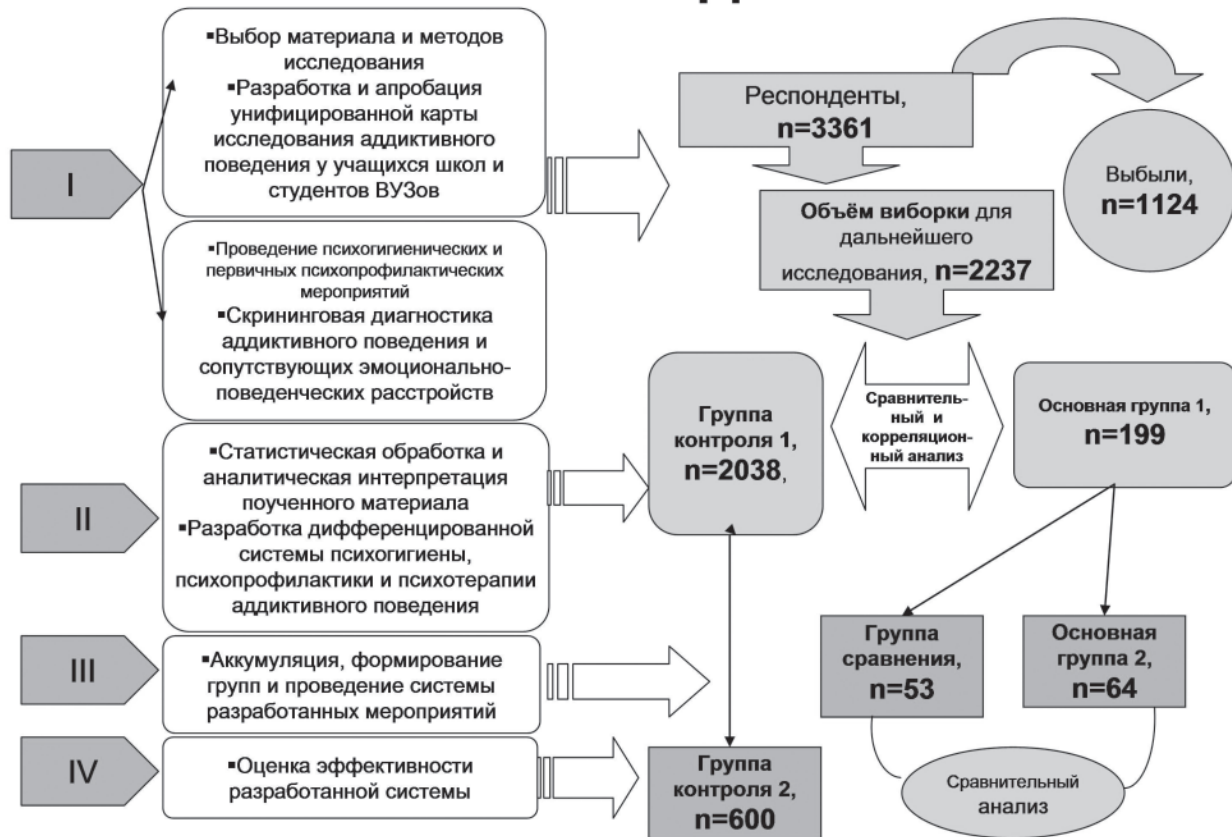 I
▪Выбор материала и методов
исследования
▪Разработка и апробация
унифицированной карты
исследования аддиктивного
поведения у учащихся школ и
студентов ВУЗов
▪Проведение психогигиенических и
первичных психопрофилактических
мероприятий
▪Скрининговая диагностика
аддиктивного поведения и
сопутствующих эмоционально-
поведенческих расстройств
Респонденты,
n=3361
Выбыли,
n=1124
Объём виборки для
дальнейшего
исследования, n=2237
II
▪Статистическая обработка и
аналитическая интерпретация
поученного материала
▪Разработка дифференцированной
системы психогигиены,
психопрофилактики и психотерапии
аддиктивного поведения
Группа
контроля 1,
n=2038,
Сравнитель-
ный и
корреляцион-
ный анализ
Основная группа 1,
n=199
III
▪Аккумуляция, формирование
групп и проведение системы
разработанных мероприятий
Группа
сравнения,
n=53
Основная
группа 2,
n=64
IV
▪Оценка эффективности
разработанной системы
Группа
контроля 2,
n=600
Сравнительный
анализ